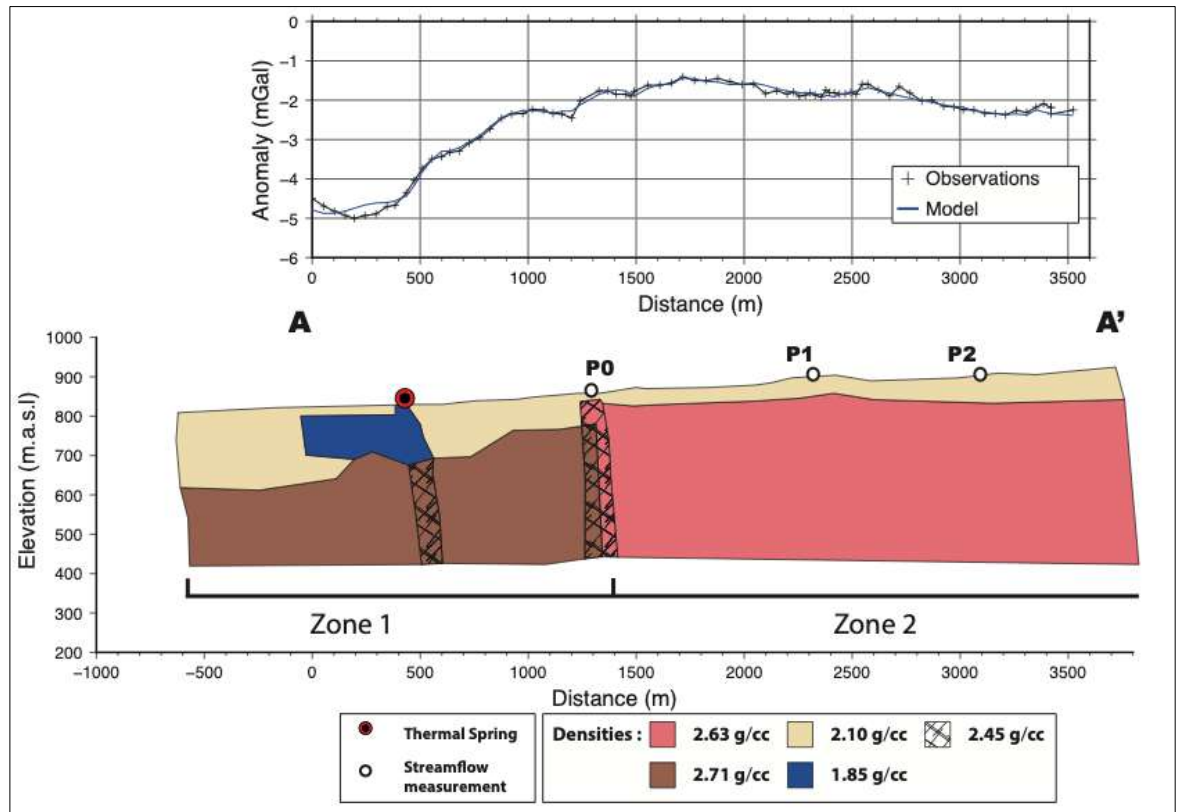 0
−1
−2
−3
−4
−5
−6
Anomaly (mGal)
Observations
Model
0 500 1000 1500 2000 2500 3000 3500
Distance (m)
A A’
1000
900
800
700
600
500
400
300
200
Elevation (m.a.s.l)
P0 P1 P2
Zone 1 Zone 2
−1000 −500 0 500 1000 1500 2000 2500 3000 3500
Distance (m)
Thermal Spring
Streamflow
measurement
Densities : 2.63 g/cc 2.10 g/cc 2.45 g/cc
2.71 g/cc 1.85 g/cc